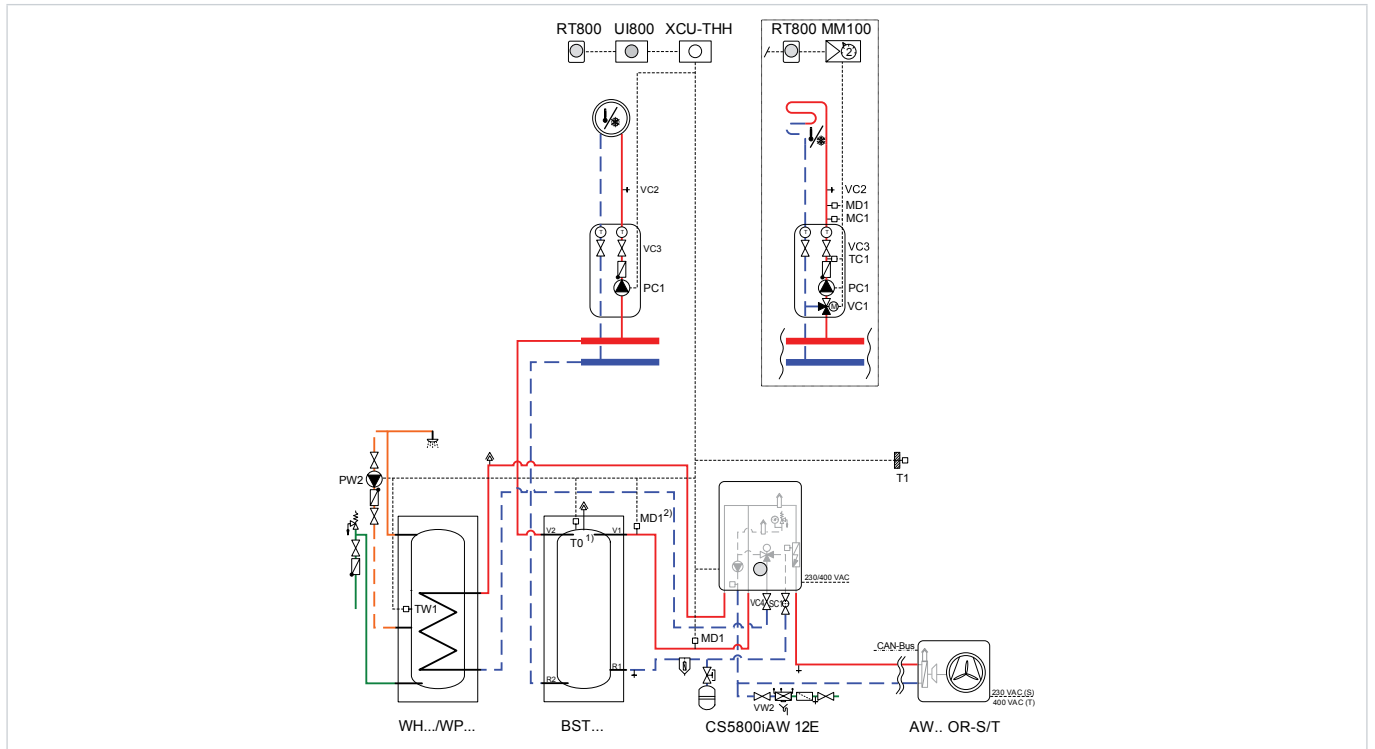 RT800 UI800 XCU-THH
RT800 MM100
2
VC2
T T
VC3
PC1
VC2
MD1
MC1
T T
VC3
TC1
PC1
M
VC1
T1
PW2
MD1 2)
V2 T0 1) V1
TW1
230/400 VAC
VC4 SC1
MD1
CAN-Bus
R1
R2
VW2
230 VAC (S)
400 VAC (T)
WH.../WP... BST... CS5800iAW 12E AW.. OR-S/T